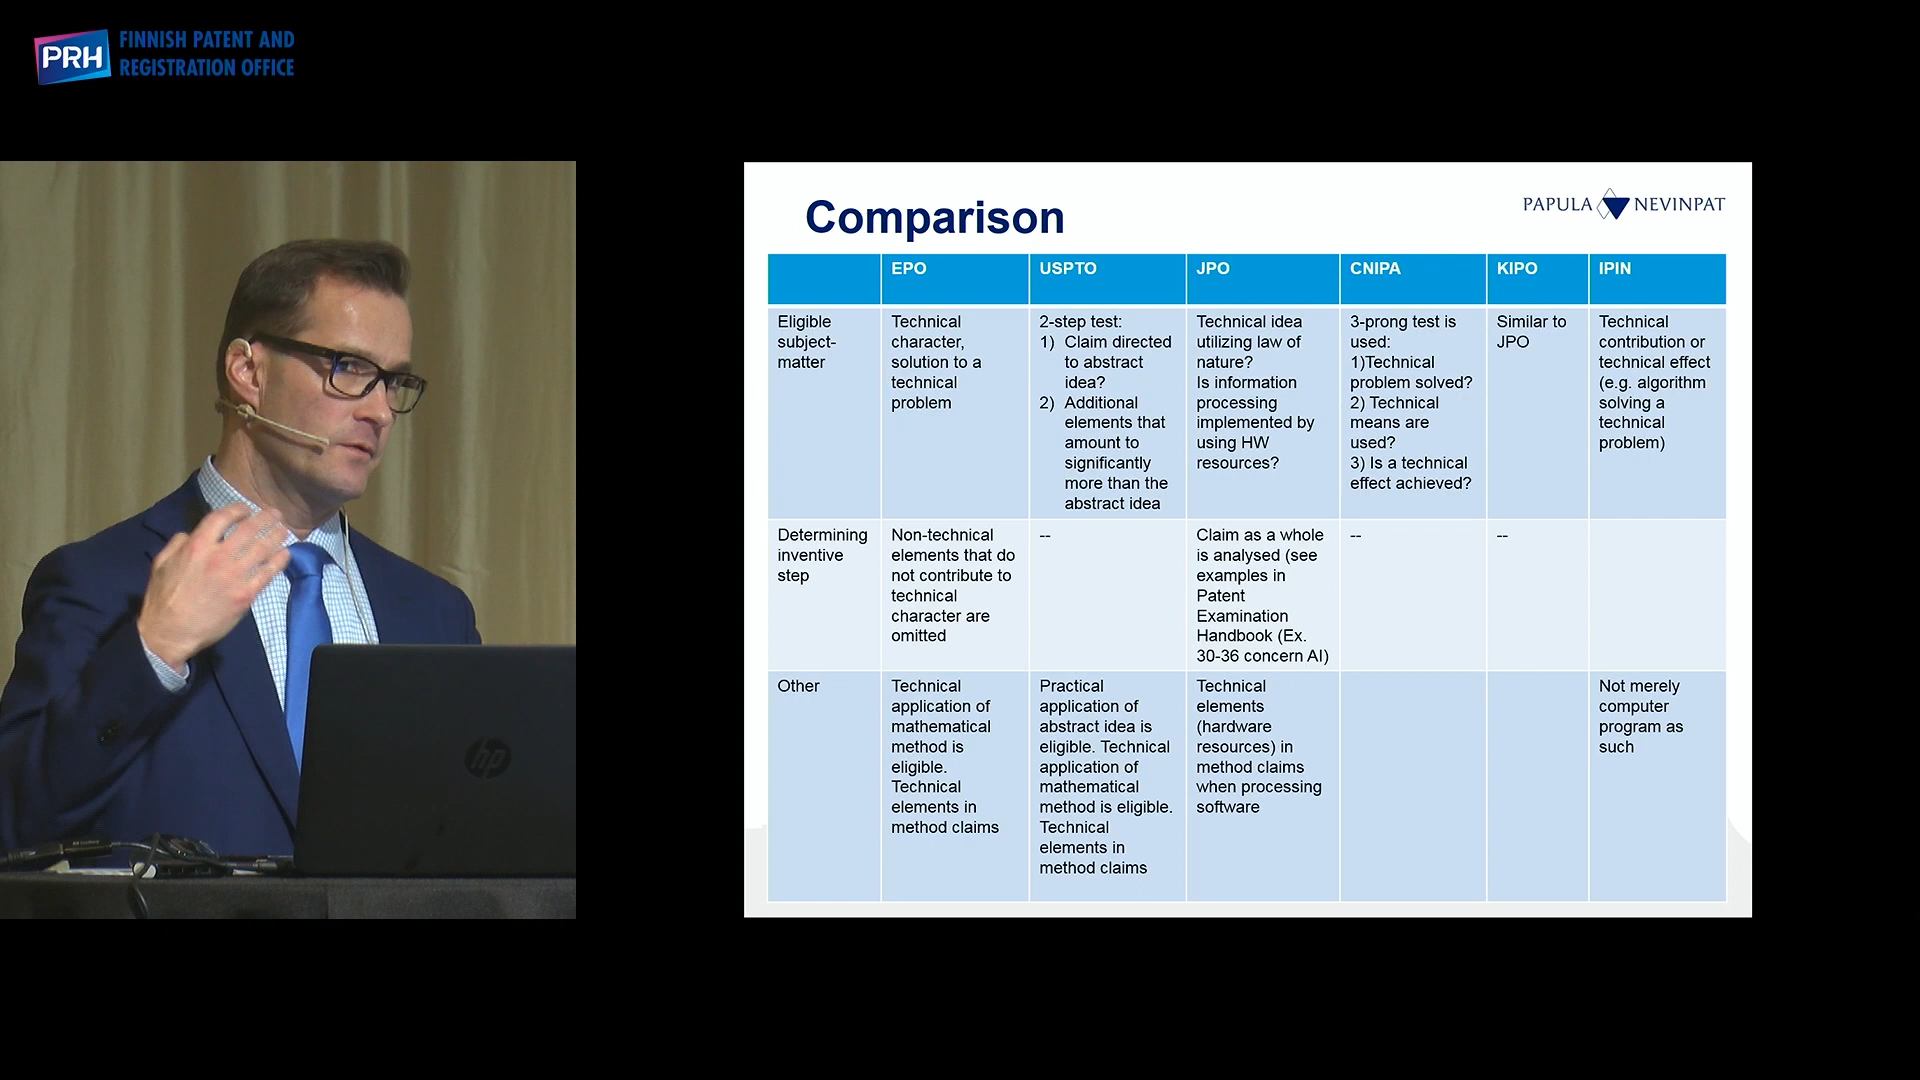 PRH
FINNISH PATENT AND
REGISTRATION OFFICE
Comparison
PAPULA NEVINPAT
EPO
USPTO
JPO
CNIPA
KIPO
IPIN
Eligible
subject-
matter
Technical
character,
solution to a
technical
problem
2-step test:
1) Claim directed
to abstract
idea?
2) Additional
elements that
amount to
significantly
more than the
abstract idea
Technical idea
utilizing law of
nature?
Is information
processing
implemented by
using HW
resources?
3-prong test is
used:
1)Technical
problem solved?
2) Technical
means are
used?
3) Is a technical
effect achieved?
Similar to
JPO
Technical
contribution or
technical effect
(e.g. algorithm
solving a
technical
problem)
Determining
inventive
step
Non-technical
elements that do
not contribute to
technical
character are
omitted
--
Claim as a whole
is analysed (see
examples in
Patent
Examination
Handbook (Ex.
30-36 concern AI)
--
--
Other
Technical
application of
mathematical
method is
eligible.
Technical
elements in
method claims
Practical
application of
abstract idea is
eligible. Technical
application of
mathematical
method is eligible.
Technical
elements in
method claims
Technical
elements
(hardware
resources) in
method claims
when processing
software
Not merely
computer
program as
such
hp